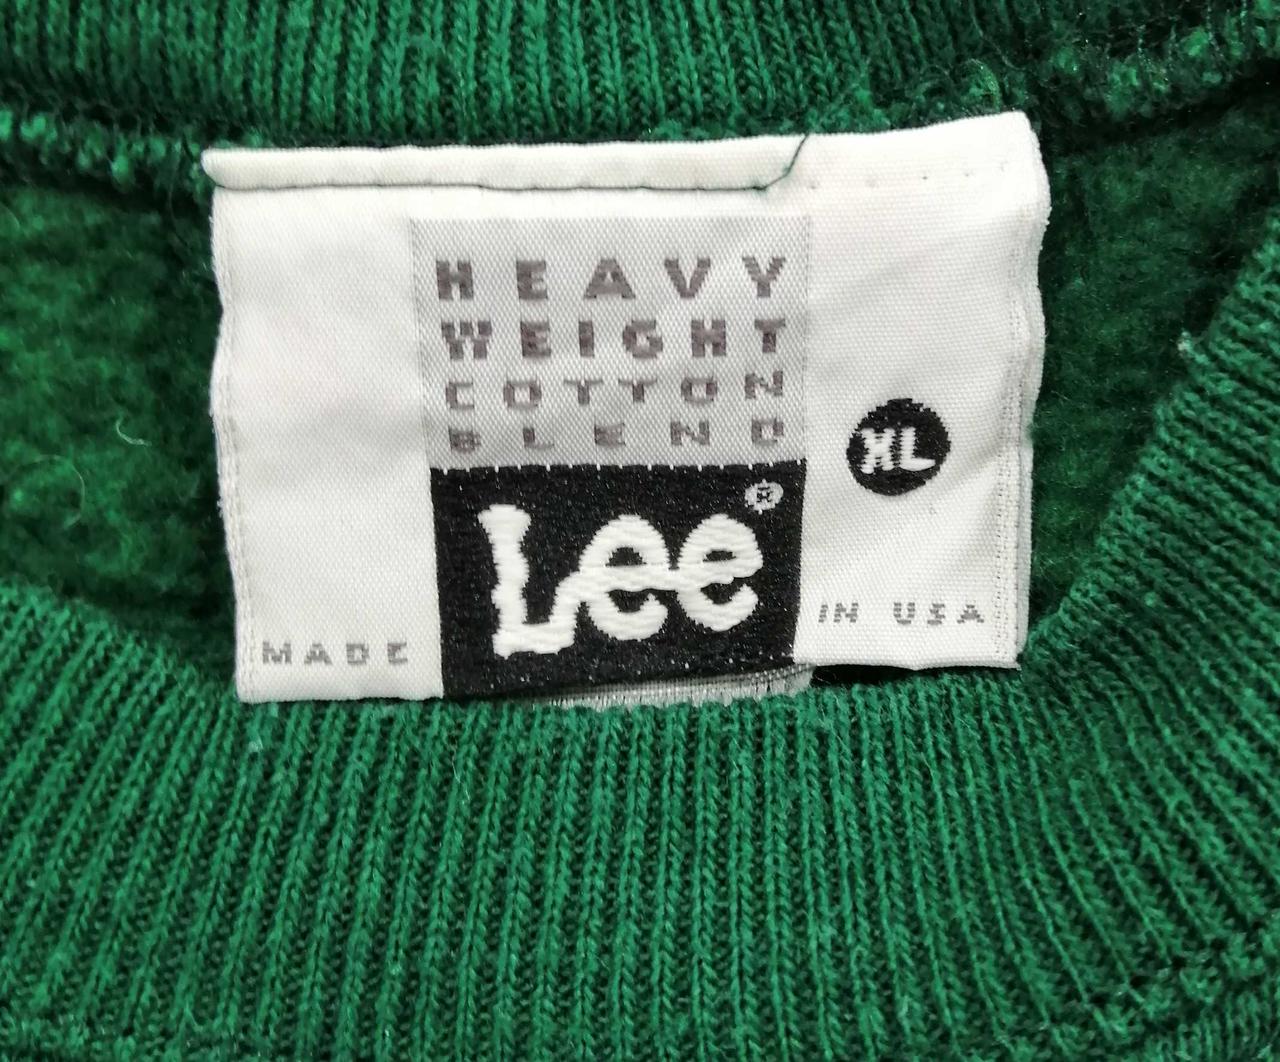 HEAVY
WEIGHT
COTTON
BLEND
XL
Lee®
MADE IN USA